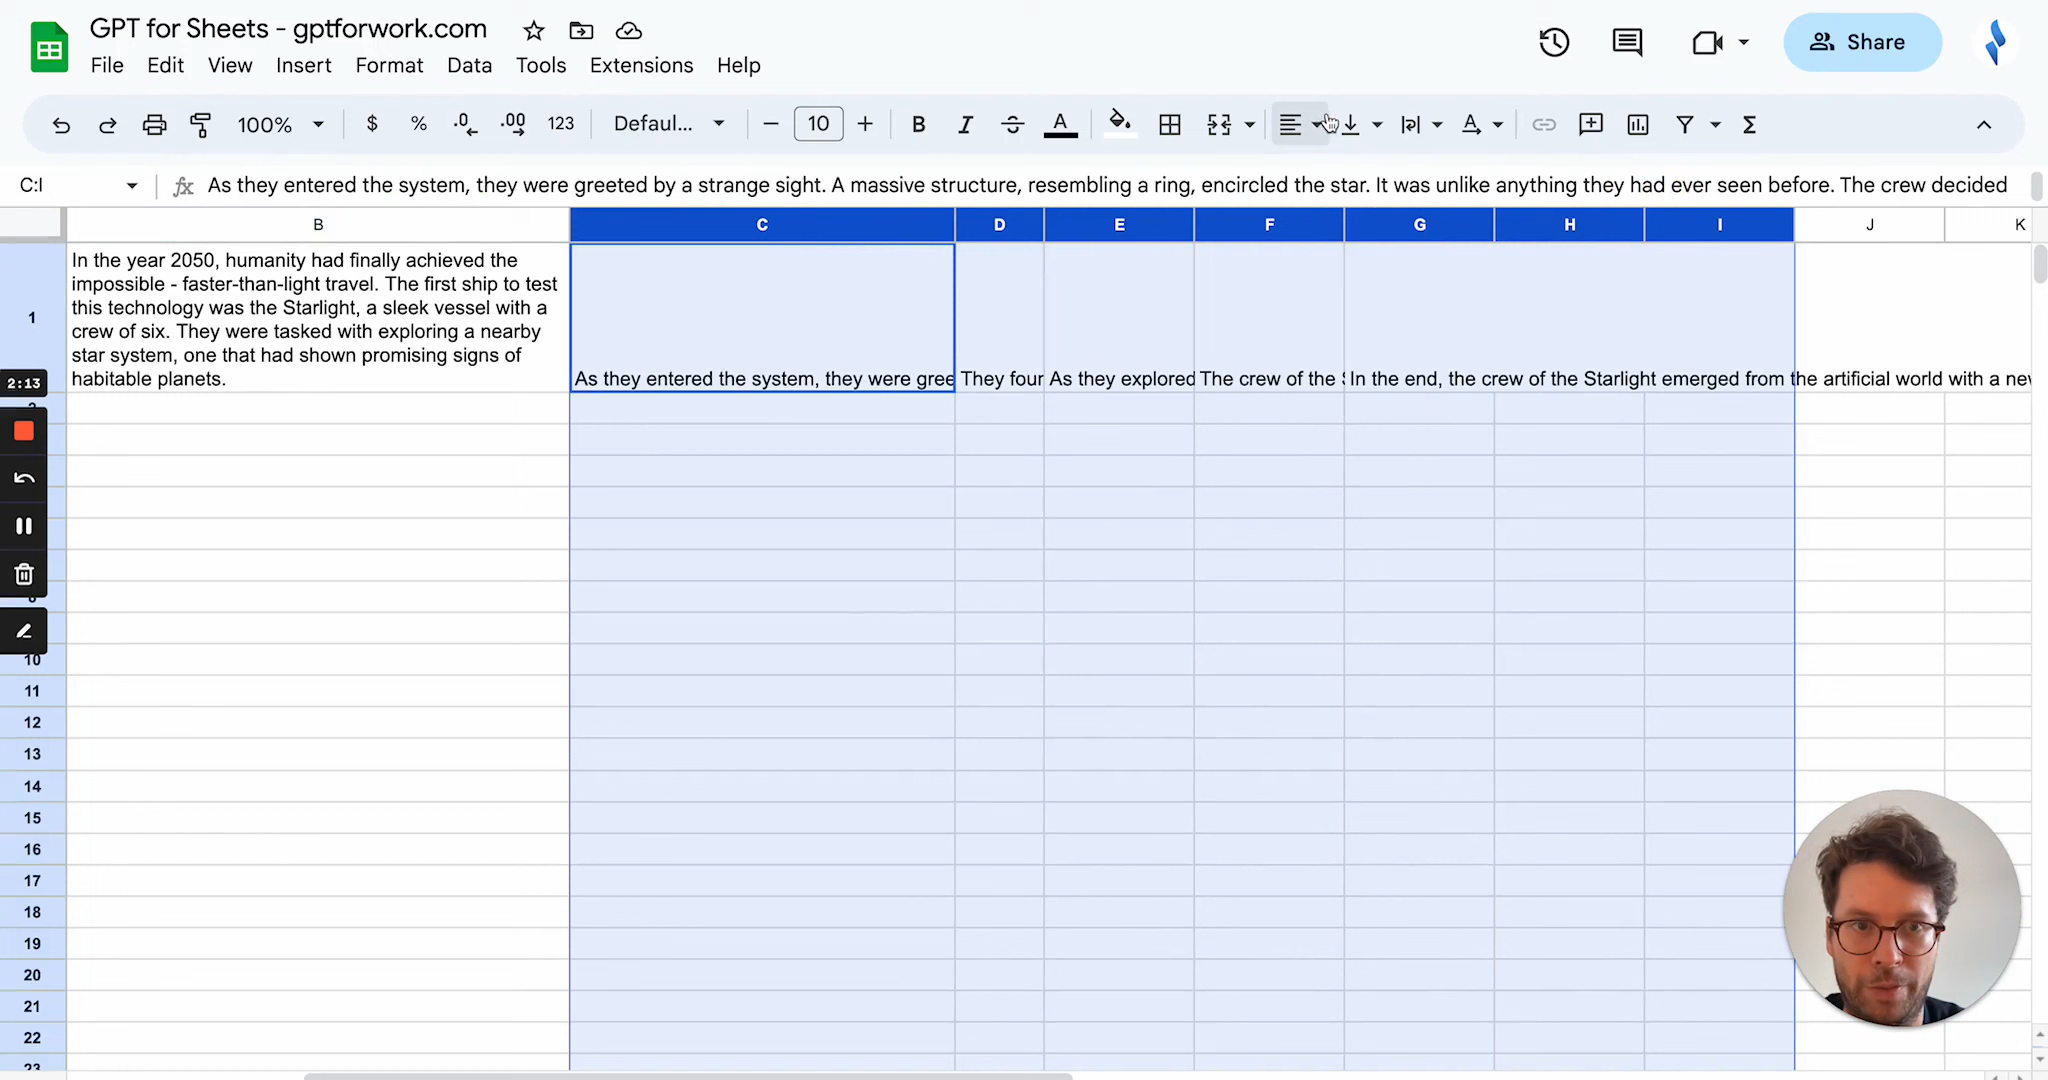 GPT for Sheets - gptforwork.com
File Edit View Insert Format Data Tools Extensions Help
Share
100% $ % .0 .00 123 Defaul... 10 B I S A A Σ
C:I
fx As they entered the system, they were greeted by a strange sight. A massive structure, resembling a ring, encircled the star. It was unlike anything they had ever seen before. The crew decided
B C D E F G H I J K
1
In the year 2050, humanity had finally achieved the
impossible - faster-than-light travel. The first ship to test
this technology was the Starlight, a sleek vessel with a
crew of six. They were tasked with exploring a nearby
star system, one that had shown promising signs of
habitable planets.
As they entered the system, they were gree
They four
As they explored
The crew of the
In the end, the crew of the Starlight emerged from the artificial world with a nev
2:13
10
11
12
13
14
15
16
17
18
19
20
21
22
23